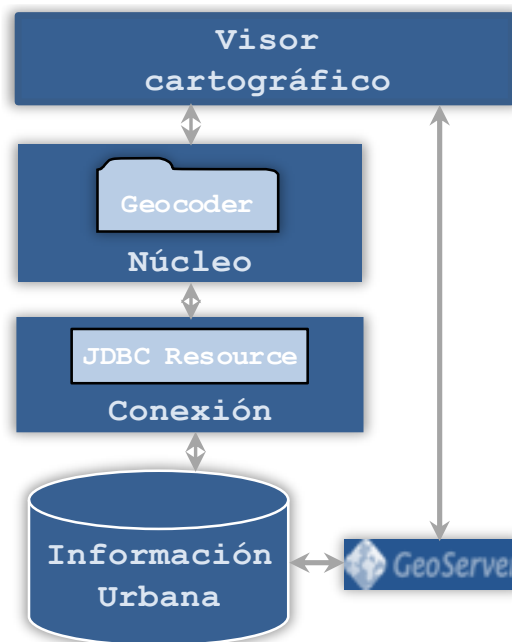 Visor
cartográfico
Geocoder
Núcleo
JDBC Resource
Conexión
Información
Urbana
GeoServer